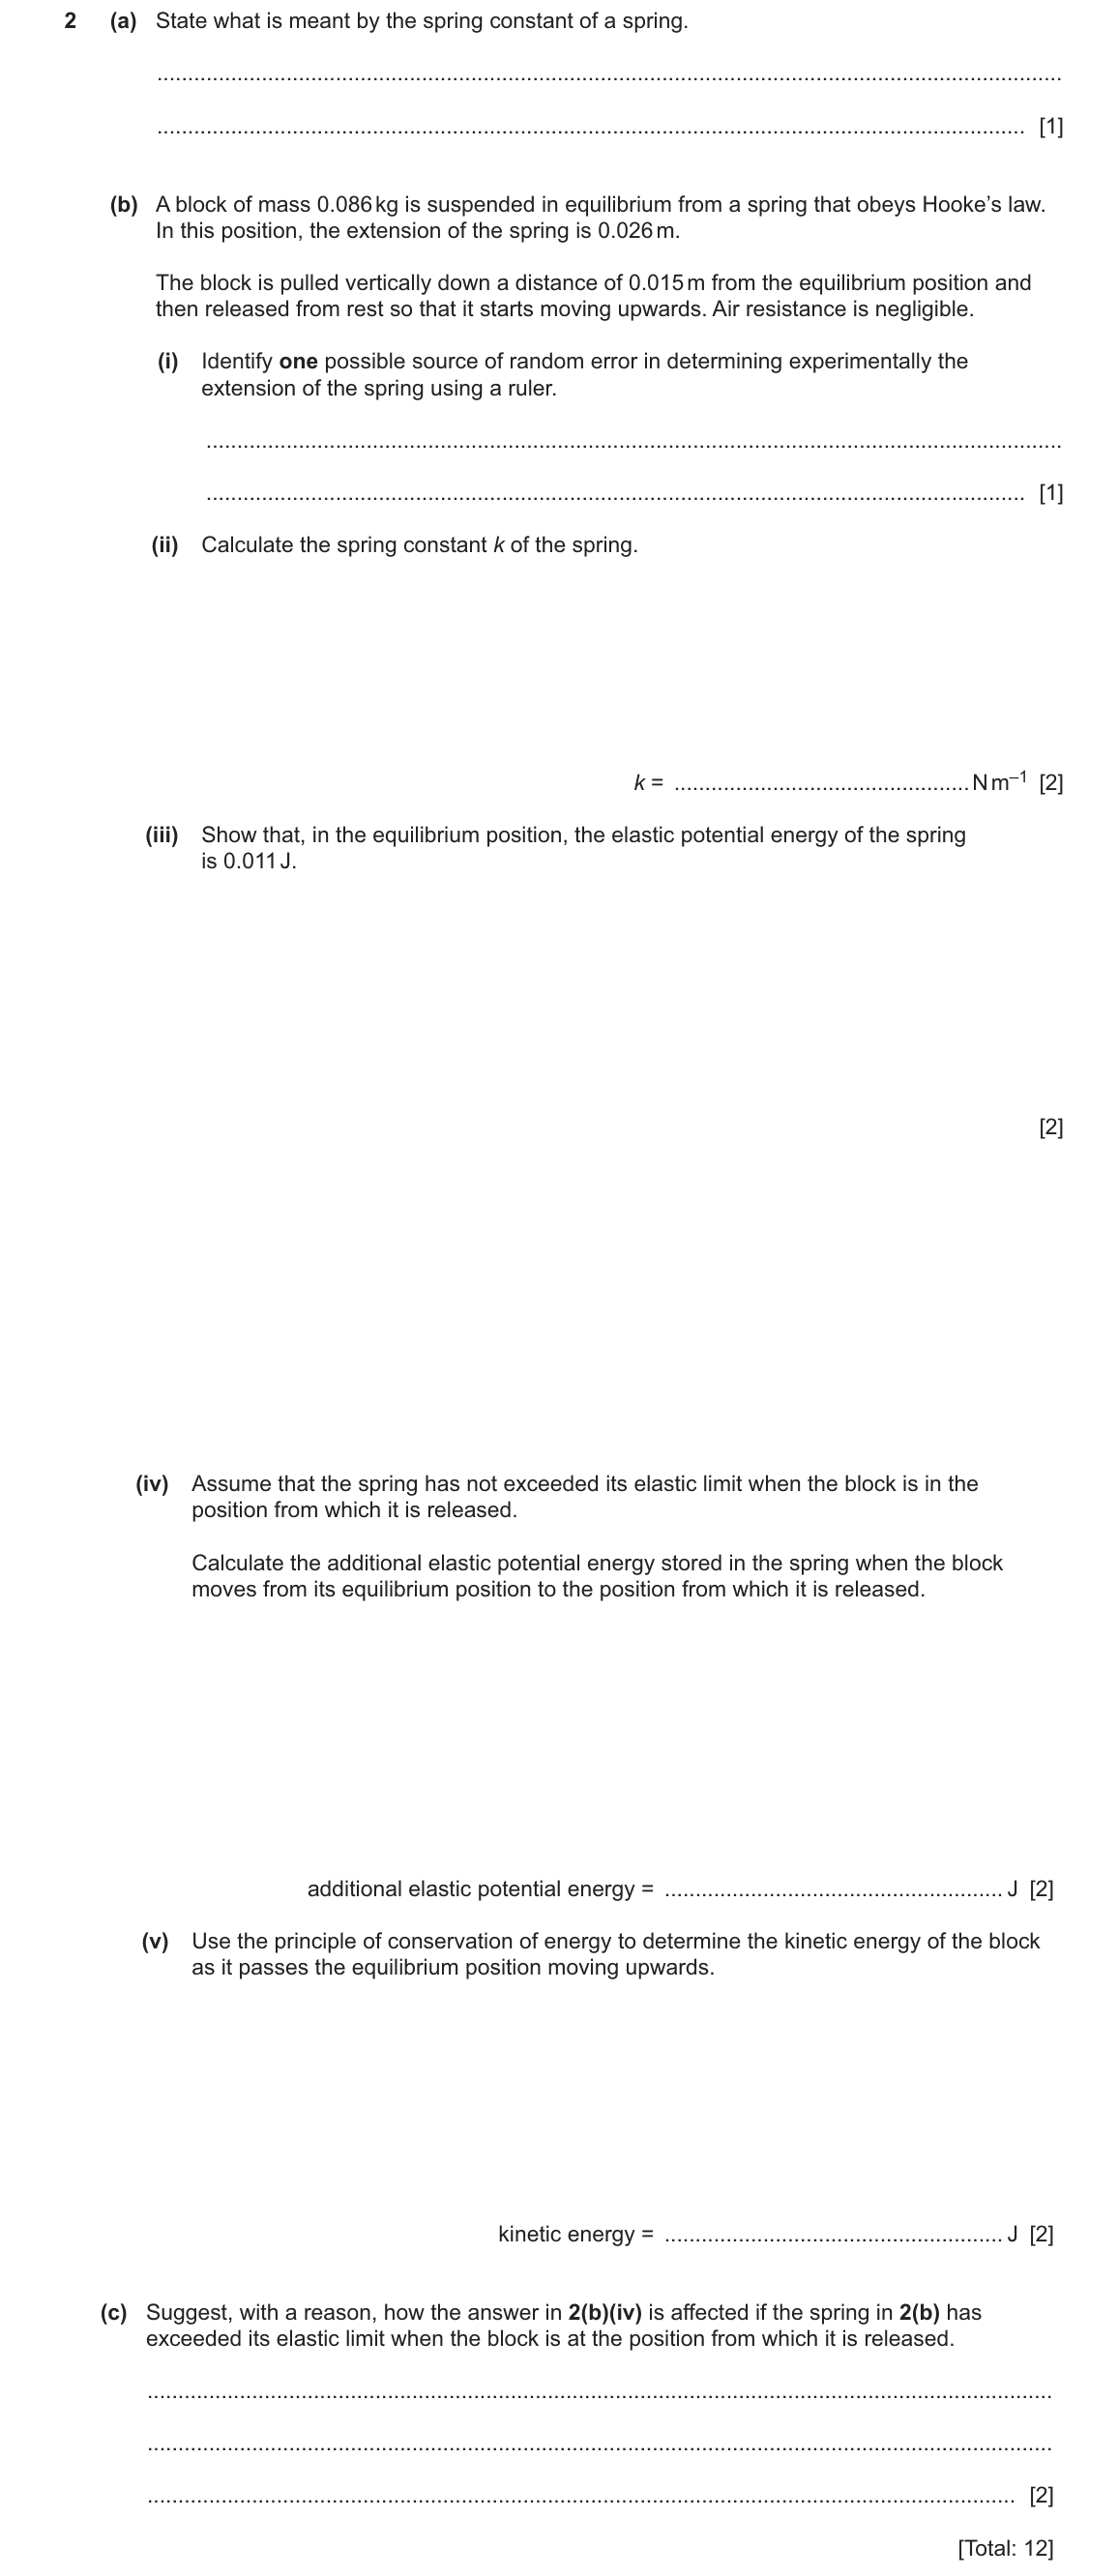 2 (a) State what is meant by the spring constant of a spring.
..........................................................................................................................................
.................................................................................................................................... [1]
(b) A block of mass 0.086 kg is suspended in equilibrium from a spring that obeys Hooke’s law.
In this position, the extension of the spring is 0.026 m.
The block is pulled vertically down a distance of 0.015 m from the equilibrium position and
then released from rest so that it starts moving upwards. Air resistance is negligible.
(i) Identify one possible source of random error in determining experimentally the
extension of the spring using a ruler.
..........................................................................................................................................
.................................................................................................................................... [1]
(ii) Calculate the spring constant k of the spring.
k = ................................................ N m⁻¹ [2]
(iii) Show that, in the equilibrium position, the elastic potential energy of the spring
is 0.011 J.
[2]
(iv) Assume that the spring has not exceeded its elastic limit when the block is in the
position from which it is released.
Calculate the additional elastic potential energy stored in the spring when the block
moves from its equilibrium position to the position from which it is released.
additional elastic potential energy = ....................................................... J [2]
(v) Use the principle of conservation of energy to determine the kinetic energy of the block
as it passes the equilibrium position moving upwards.
kinetic energy = ....................................................... J [2]
(c) Suggest, with a reason, how the answer in 2(b)(iv) is affected if the spring in 2(b) has
exceeded its elastic limit when the block is at the position from which it is released.
..........................................................................................................................................
..........................................................................................................................................
.................................................................................................................................... [2]
[Total: 12]